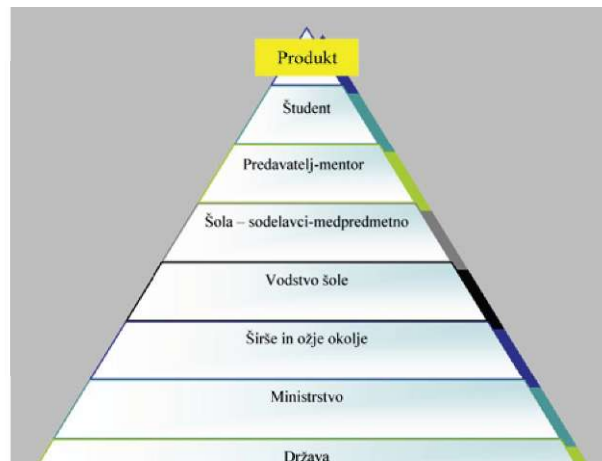 Produkt
Študent
Predavatelj-mentor
Šola – sodelavci-medpredmetno
Vodstvo šole
Širše in ožje okolje
Ministrstvo
Država